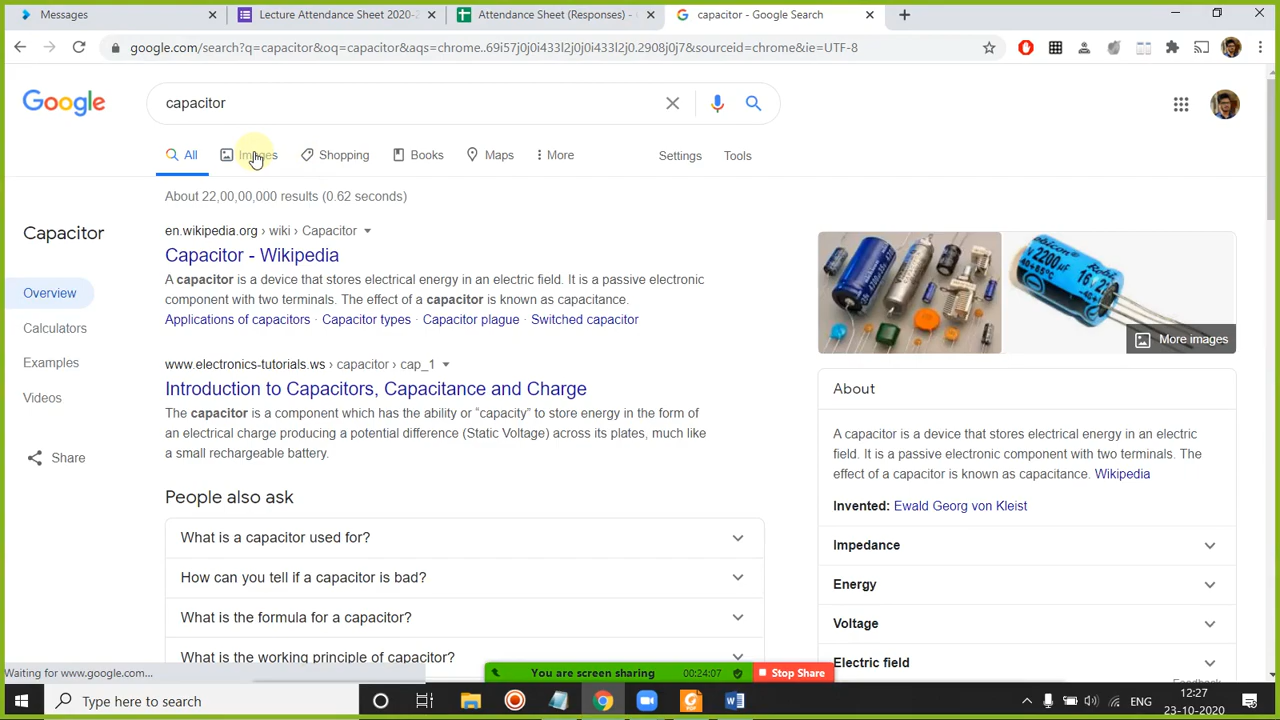 Messages
Lecture Attendance Sheet 2020-
Attendance Sheet (Responses) -
capacitor - Google Search
google.com/search?q=capacitor&oq=capacitor&aqs=chrome..69i57j0j0i433l2j0j0i433l2j0.2908j0j7&sourceid=chrome&ie=UTF-8
Google
capacitor
All
Images
Shopping
Books
Maps
More
Settings
Tools
About 22,00,00,000 results (0.62 seconds)
Capacitor
Overview
Calculators
Examples
Videos
Share
en.wikipedia.org › wiki › Capacitor
Capacitor - Wikipedia
A capacitor is a device that stores electrical energy in an electric field. It is a passive electronic
component with two terminals. The effect of a capacitor is known as capacitance.
Applications of capacitors · Capacitor types · Capacitor plague · Switched capacitor
www.electronics-tutorials.ws › capacitor › cap_1
Introduction to Capacitors, Capacitance and Charge
The capacitor is a component which has the ability or “capacity” to store energy in the form of
an electrical charge producing a potential difference (Static Voltage) across its plates, much like
a small rechargeable battery.
People also ask
What is a capacitor used for?
How can you tell if a capacitor is bad?
What is the formula for a capacitor?
What is the working principle of capacitor?
2200µF
16V
More images
About
A capacitor is a device that stores electrical energy in an electric
field. It is a passive electronic component with two terminals. The
effect of a capacitor is known as capacitance. Wikipedia
Invented: Ewald Georg von Kleist
Impedance
Energy
Voltage
Electric field
Waiting for www.google.com...
You are screen sharing
00:24:07
Stop Share
Type here to search
ENG
12:27
23-10-2020